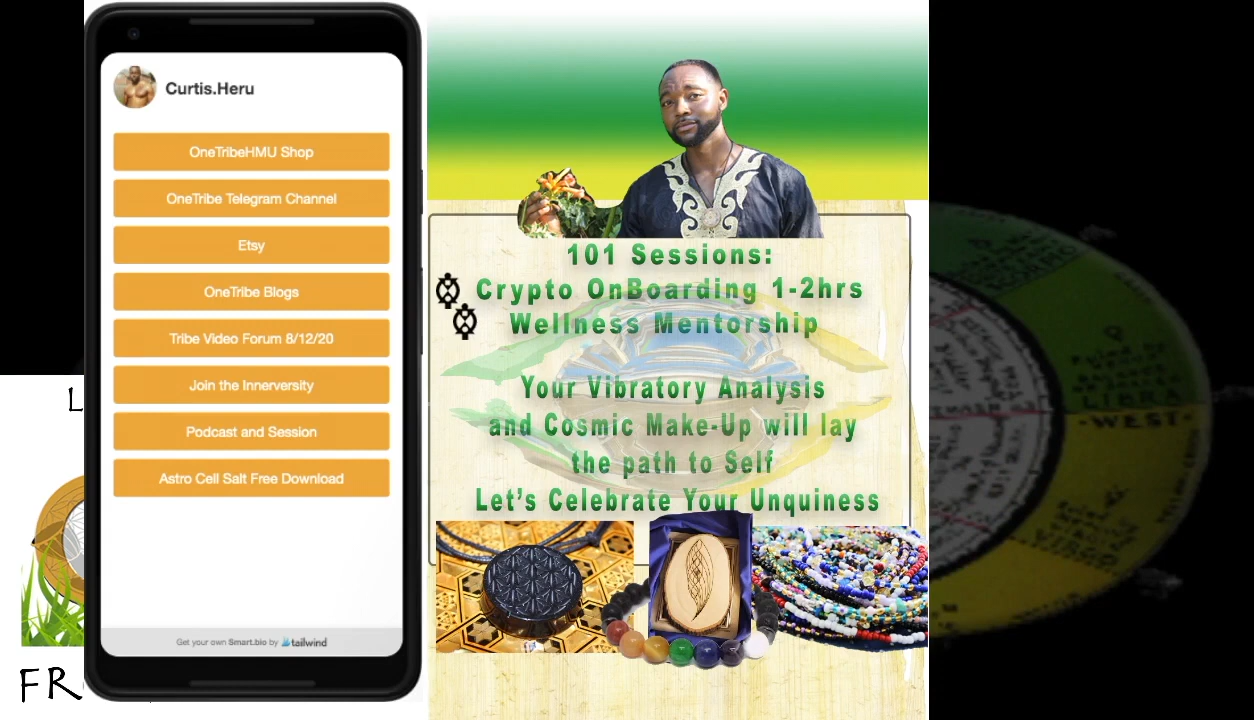 Curtis.Heru
OneTribeHMU Shop
OneTribe Telegram Channel
Etsy
OneTribe Blogs
Tribe Video Forum 8/12/20
Join the Innerversity
Podcast and Session
Astro Cell Salt Free Download
Get your own Smart.bio by tailwind
101 Sessions:
Crypto OnBoarding 1-2hrs
Wellness Mentorship
Your Vibratory Analysis
and Cosmic Make-Up will lay
the path to Self
Let's Celebrate Your Unquiness
L
FR
LIBRA
-WEST-